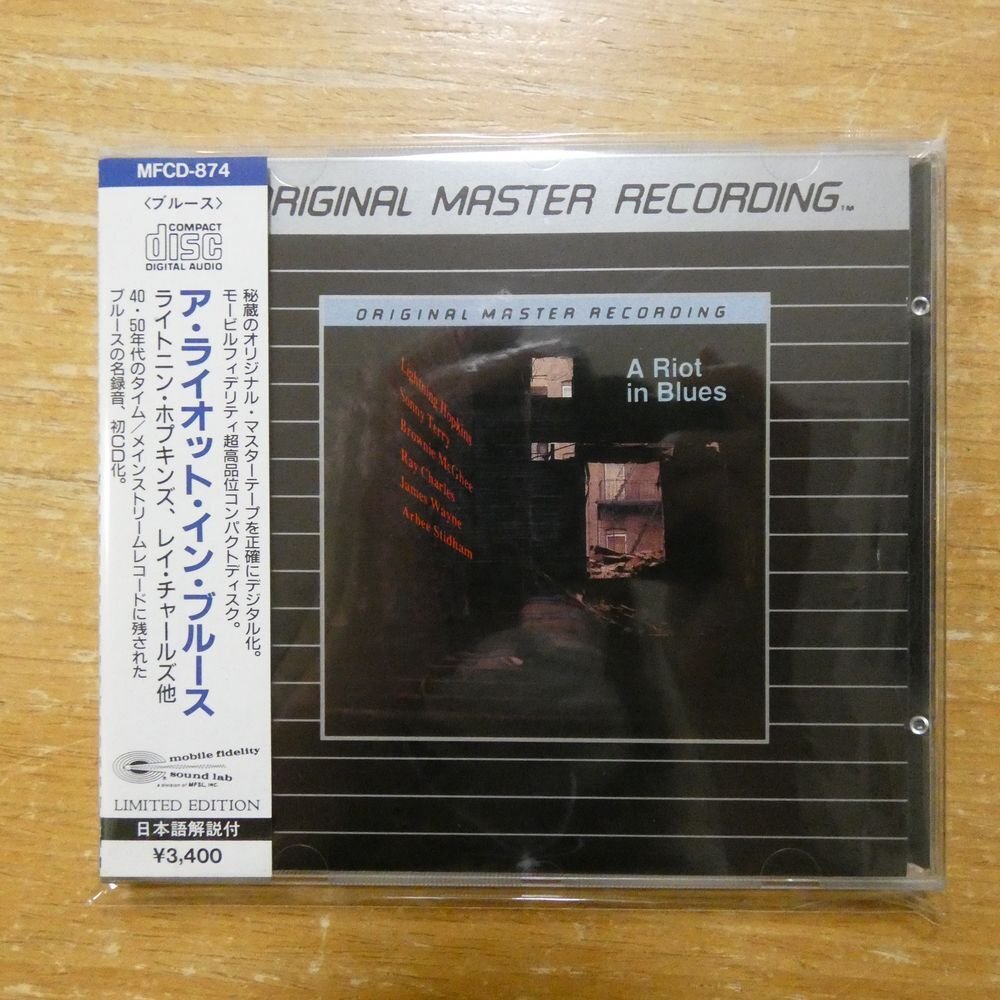 MFCD-874
〈ブルース〉
COMPACT
disc
DIGITAL AUDIO
秘蔵のオリジナル・マスターテープを正確にデジタル化。
モービルフィデリティ超高品位コンパクトディスク。
ア・ライオット・イン・ブルース
ライトニン・ホプキンズ、レイ・チャールズ他
40・50年代のタイム/メインストリームレコードに残された
ブルースの名録音、初CD化。
mobile fidelity
sound lab
a division of MFSL, INC.
LIMITED EDITION
日本語解説付
¥3,400
RIGINAL MASTER RECORDING™
ORIGINAL MASTER RECORDING
A Riot
in Blues
Lightning Hopkins
Sonny Terry
Brownie McGhee
Ray Charles
James Wayne
Arbee Stidham